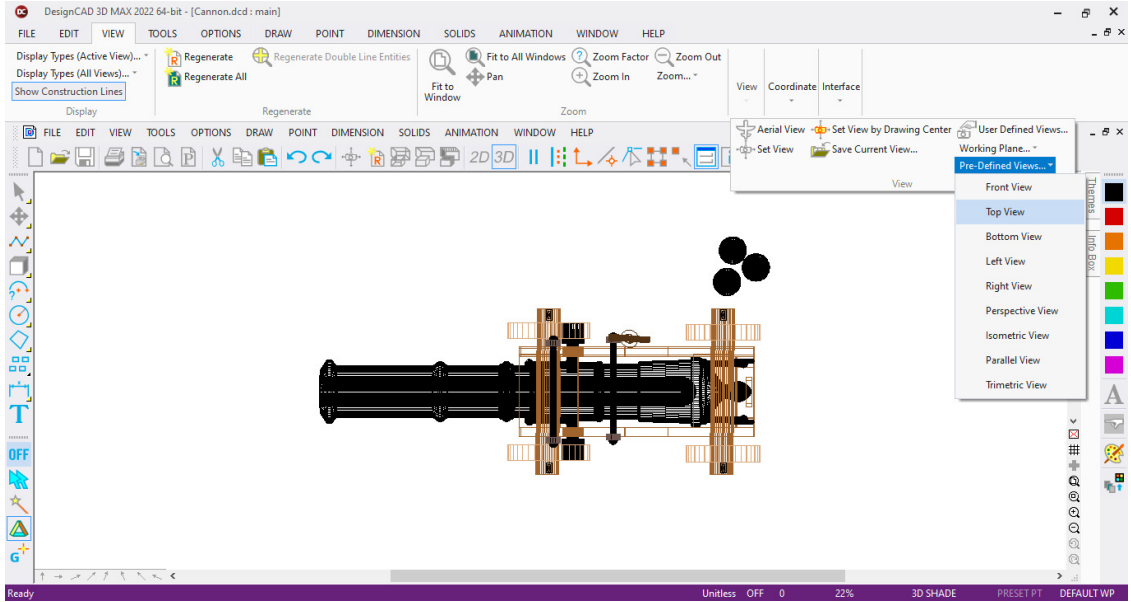 DesignCAD 3D MAX 2022 64-bit - [Cannon.dcd : main]
FILE EDIT VIEW TOOLS OPTIONS DRAW POINT DIMENSION SOLIDS ANIMATION WINDOW HELP
Display Types (Active View)...
Display Types (All Views)...
Show Construction Lines
Display
Regenerate
Regenerate Double Line Entities
Regenerate All
Regenerate
Fit to Window
Fit to All Windows
Zoom Factor
Zoom Out
Pan
Zoom In
Zoom...
Zoom
View
Coordinate
Interface
FILE EDIT VIEW TOOLS OPTIONS DRAW POINT DIMENSION SOLIDS ANIMATION WINDOW HELP
Aerial View
Set View by Drawing Center
User Defined Views...
Set View
Save Current View...
Working Plane...
Pre-Defined Views...
View
2D
3D
Front View
Top View
Bottom View
Left View
Right View
Perspective View
Isometric View
Parallel View
Trimetric View
Themes
Info Box
T
A
OFF
G
Ready
Unitless OFF 0 22% 3D SHADE PRESET PT DEFAULT WP